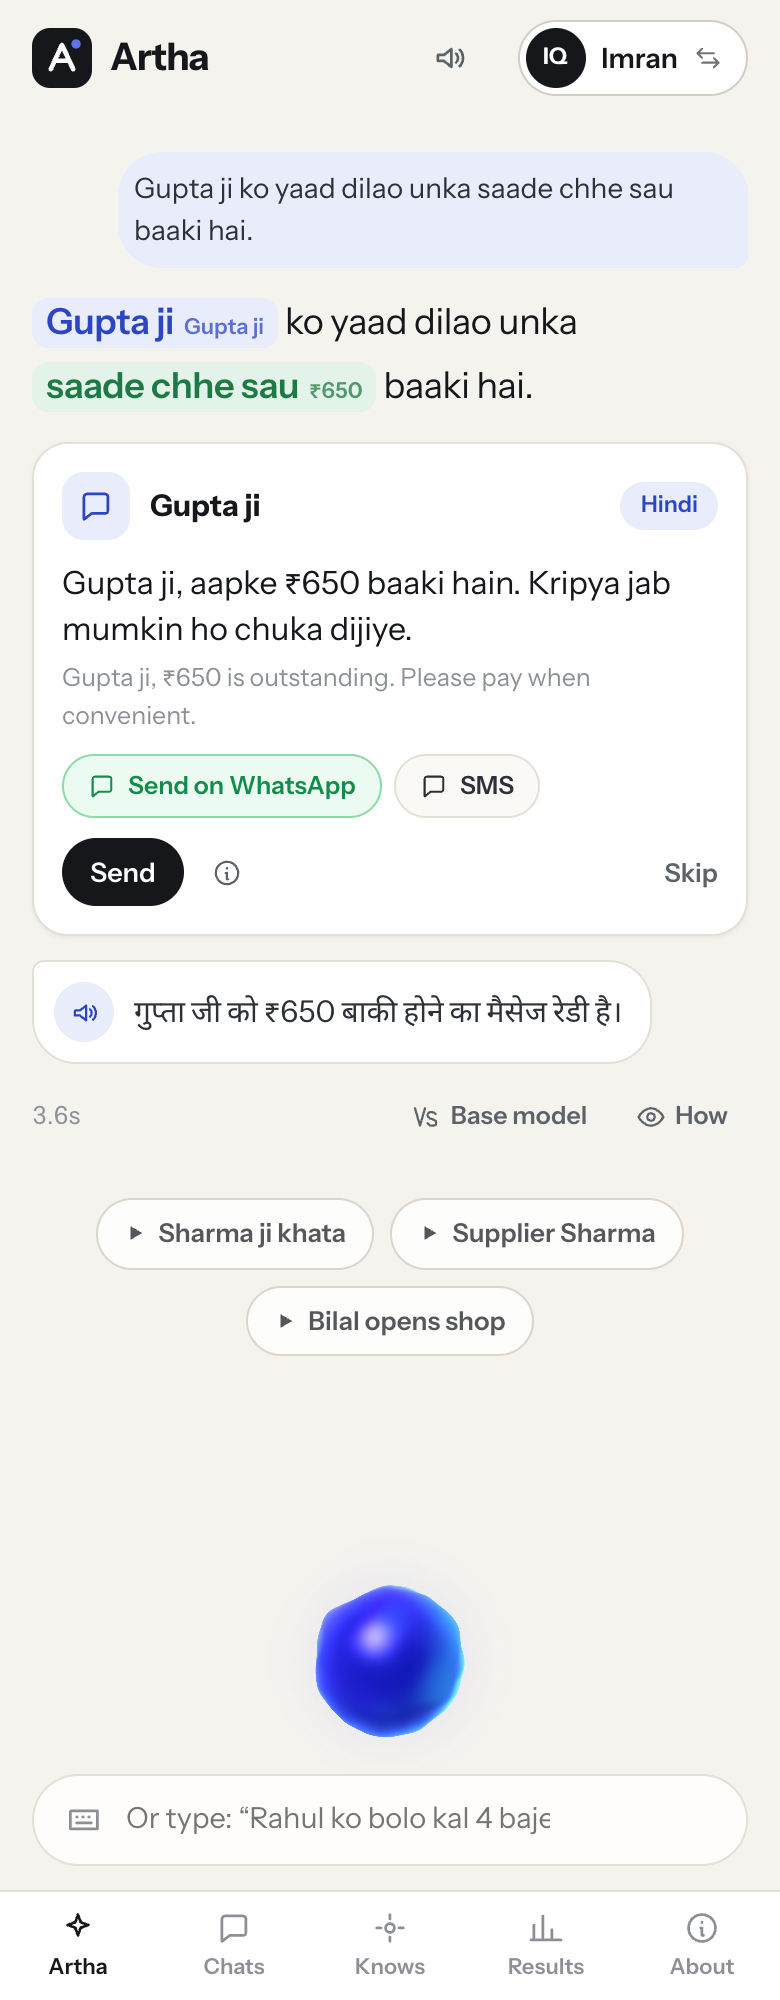 A Artha
IQ Imran
Gupta ji ko yaad dilao unka saade chhe sau
baaki hai.
Gupta ji Gupta ji ko yaad dilao unka
saade chhe sau ₹650 baaki hai.
Gupta ji Hindi
Gupta ji, aapke ₹650 baaki hain. Kripya jab
mumkin ho chuka dijiye.
Gupta ji, ₹650 is outstanding. Please pay when
convenient.
Send on WhatsApp SMS
Send Skip
गुप्ता जी को ₹650 बाकी होने का मैसेज रेडी है।
3.6s VS Base model How
Sharma ji khata Supplier Sharma
Bilal opens shop
Or type: “Rahul ko bolo kal 4 baje
Artha Chats Knows Results About